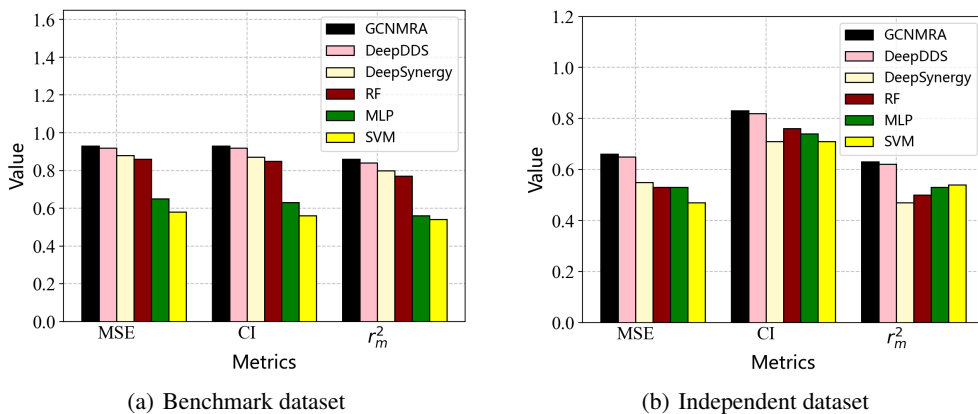 1.6
1.4
1.2
1.0
0.8
0.6
0.4
0.2
0.0
Value
GCNMRA
DeepDDS
DeepSynergy
RF
MLP
SVM
MSE
CI
r²ₘ
Metrics
(a) Benchmark dataset
1.2
1.0
0.8
0.6
0.4
0.2
0.0
Value
GCNMRA
DeepDDS
DeepSynergy
RF
MLP
SVM
MSE
CI
r²ₘ
Metrics
(b) Independent dataset